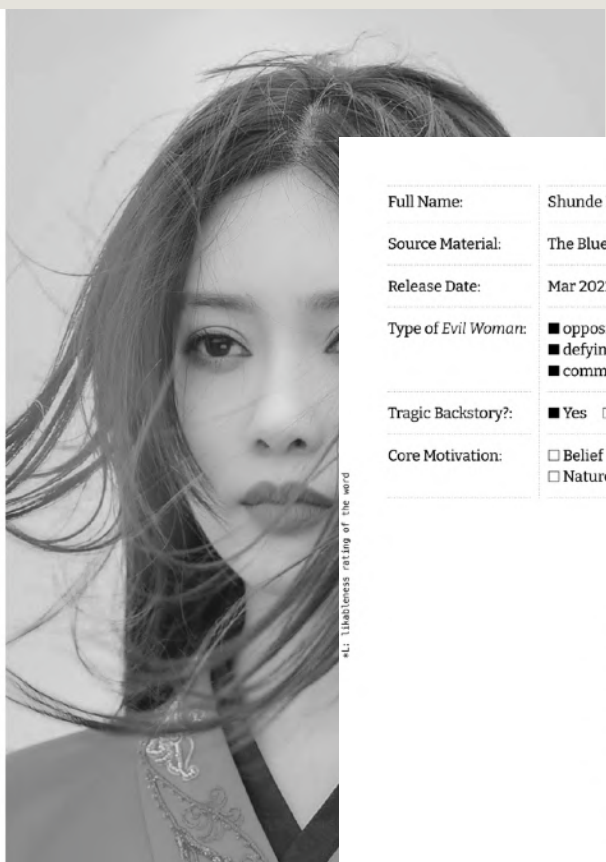 Full Name: Shunde
Source Material: The Blue
Release Date: Mar 202
Type of Evil Woman: ■ oppos
■ defyin
■ comm
Tragic Backstory?: ■ Yes □
Core Motivation: □ Belief
□ Nature
*L: likableness rating of the word